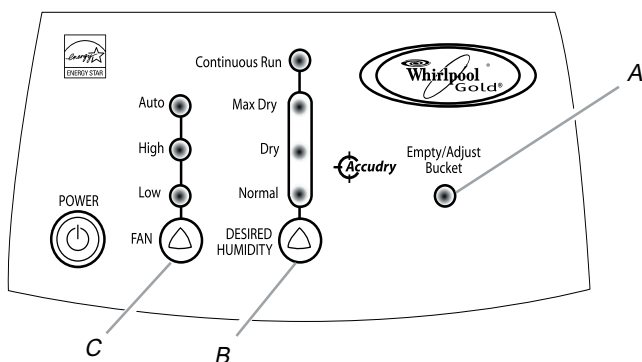 energy
ENERGY STAR
Continuous Run
Whirlpool
Gold®
A
Auto
Max Dry
High
Dry
Accudry
Empty/Adjust
Bucket
Low
Normal
POWER
FAN
DESIRED
HUMIDITY
C
B